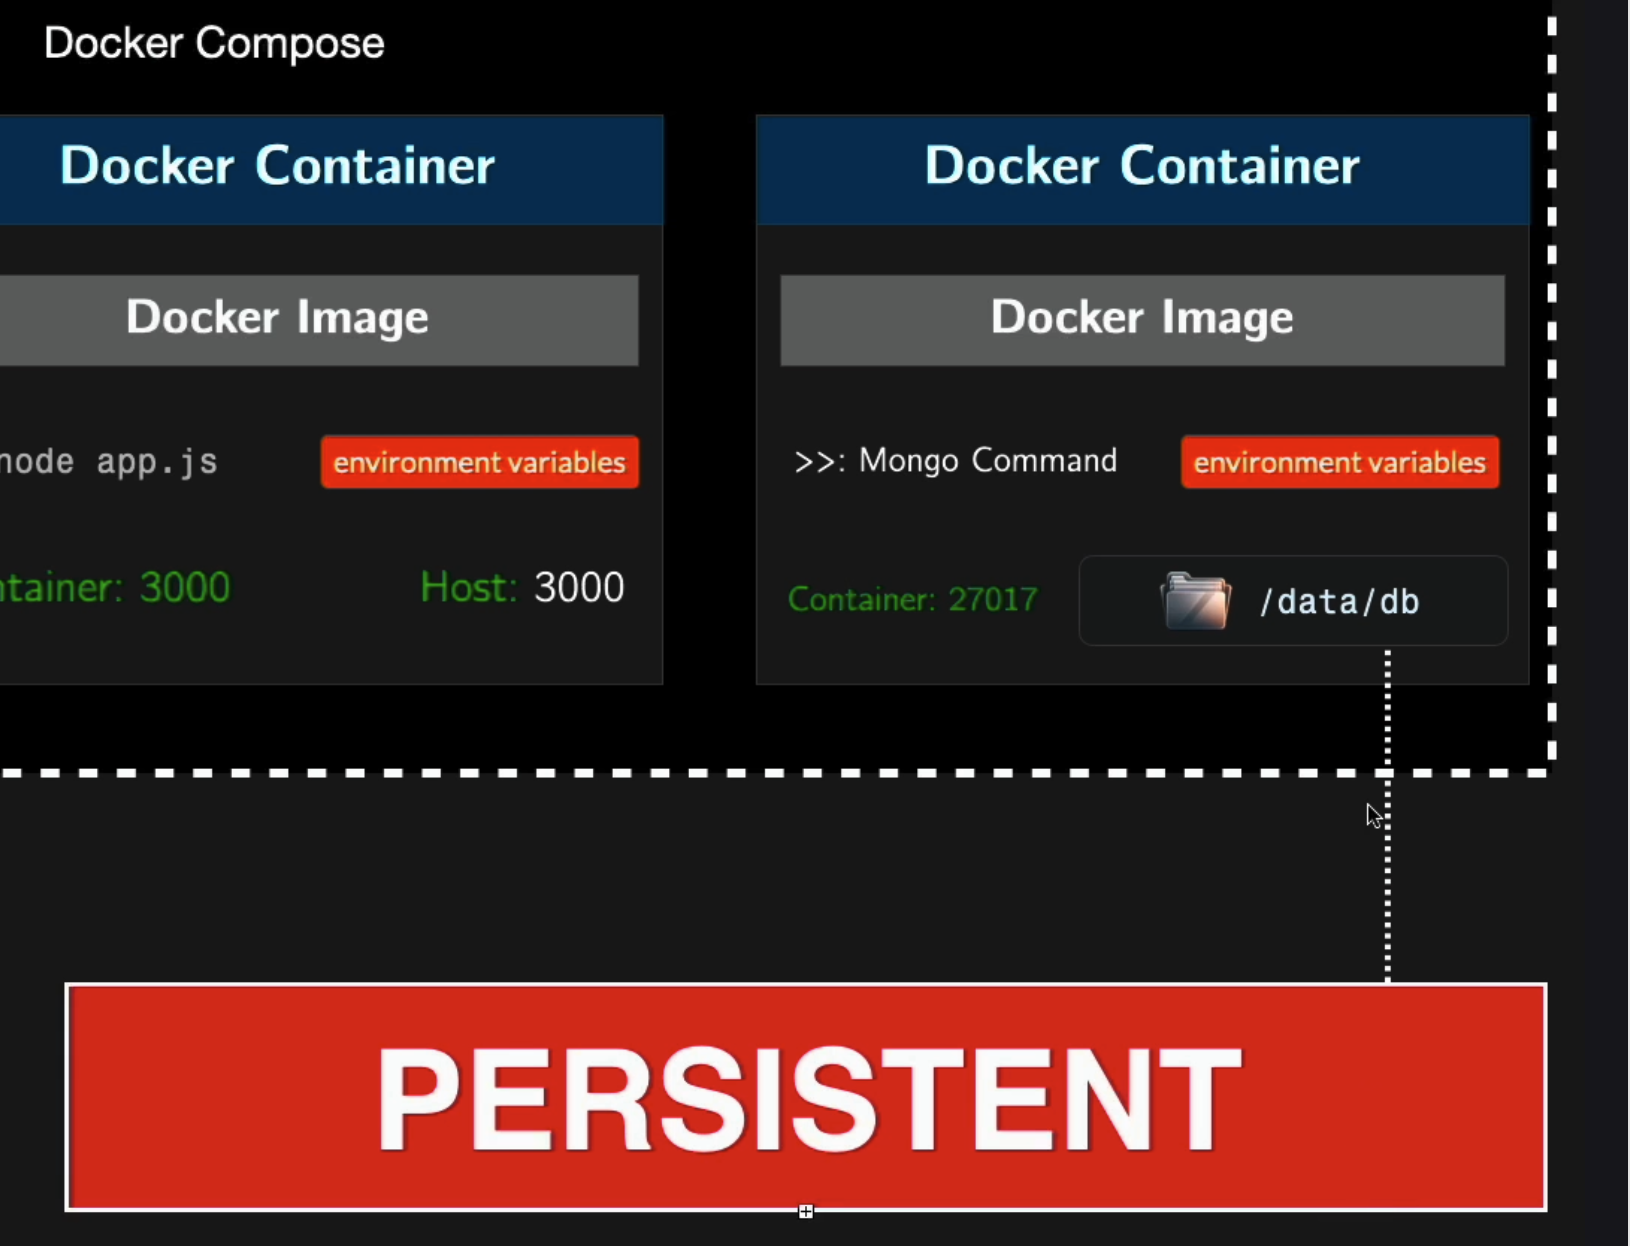 Docker Compose
Docker Container
Docker Image
node app.js
environment variables
ntainer: 3000
Host: 3000
Docker Container
Docker Image
>>: Mongo Command
environment variables
Container: 27017
/data/db
PERSISTENT